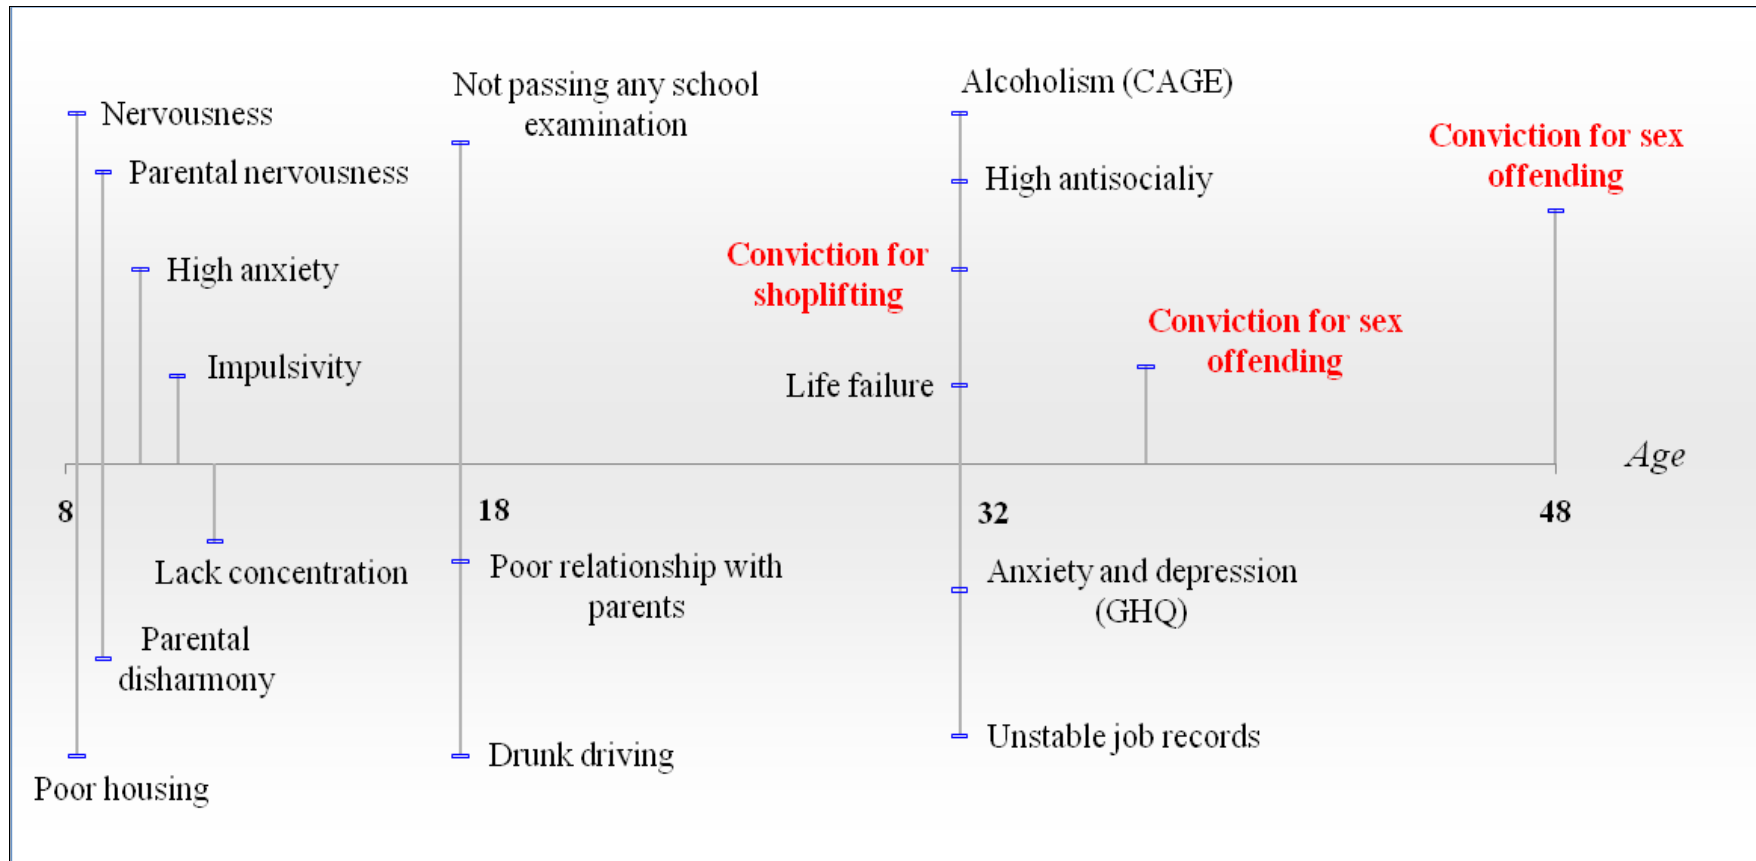 Nervousness
Parental nervousness
High anxiety
Impulsivity
Not passing any school
examination
Alcoholism (CAGE)
High antisocialiy
Conviction for
shoplifting
Life failure
Conviction for sex
offending
Conviction for sex
offending
Age
8
18
32
48
Lack concentration
Parental
disharmony
Poor housing
Poor relationship with
parents
Drunk driving
Anxiety and depression
(GHQ)
Unstable job records